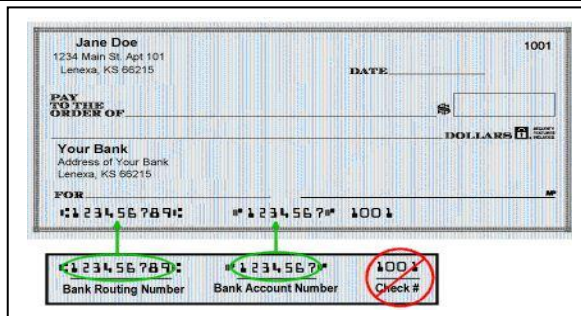 Jane Doe 1001
1234 Main St. Apt 101
Lenexa, KS 66215
DATE
PAY
TO THE
ORDER OF $
DOLLARS
Your Bank
Address of Your Bank
Lenexa, KS 66215
FOR MP
⑆123456789⑆ ⑈1234567⑈ 1001
⑆123456789⑆ ⑈1234567⑈ 1001
Bank Routing Number Bank Account Number Check #